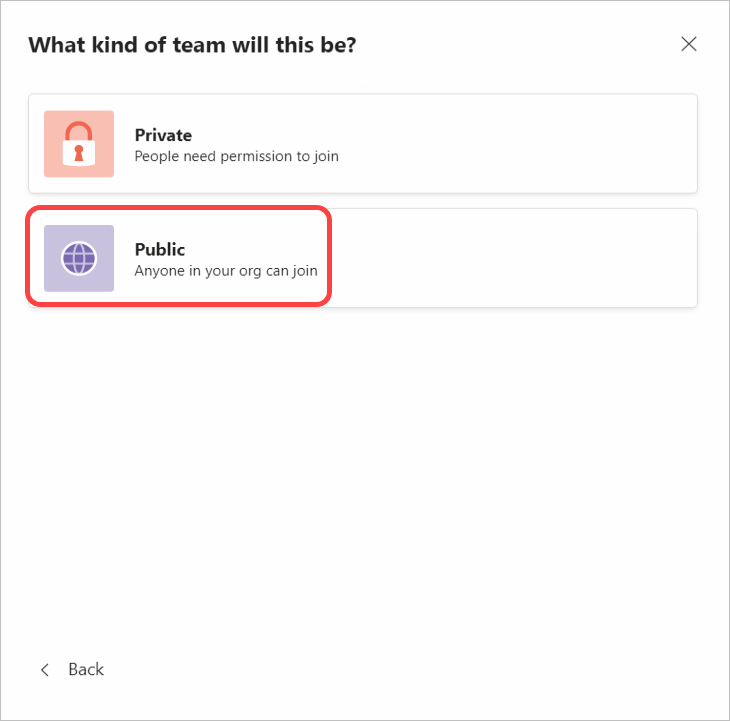 What kind of team will this be?
Private
People need permission to join
Public
Anyone in your org can join
Back